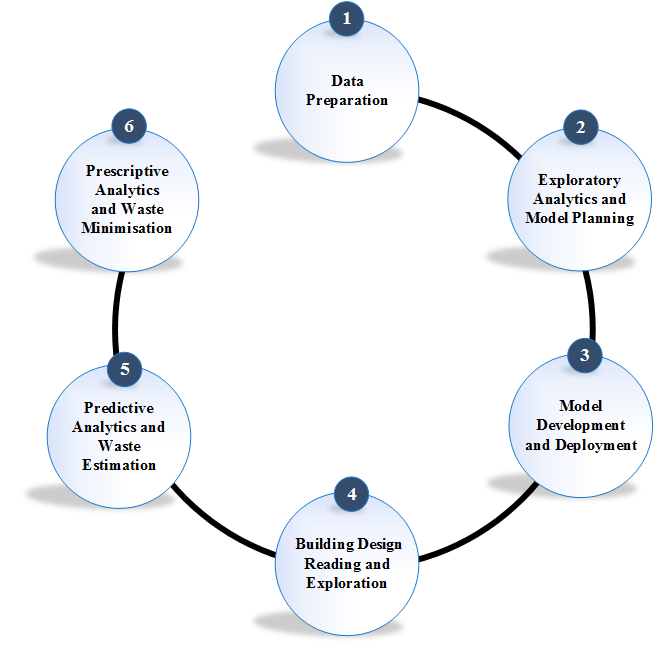 1
Data
Preparation
2
Exploratory
Analytics and
Model Planning
3
Model
Development
and Deployment
4
Building Design
Reading and
Exploration
5
Predictive
Analytics and
Waste
Estimation
6
Prescriptive
Analytics
and Waste
Minimisation